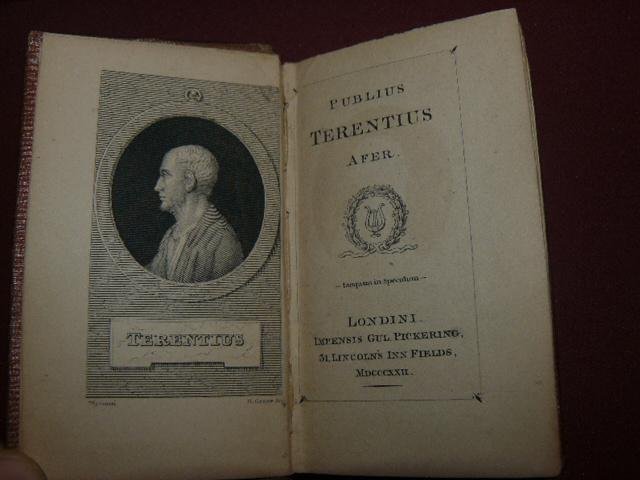 TERENTIUS
PUBLIUS
TERENTIUS
AFER.
tanquam in Speculum
LONDINI.
IMPENSIS GUL. PICKERING,
31, LINCOLN'S INN FIELDS,
MDCCCXXII.